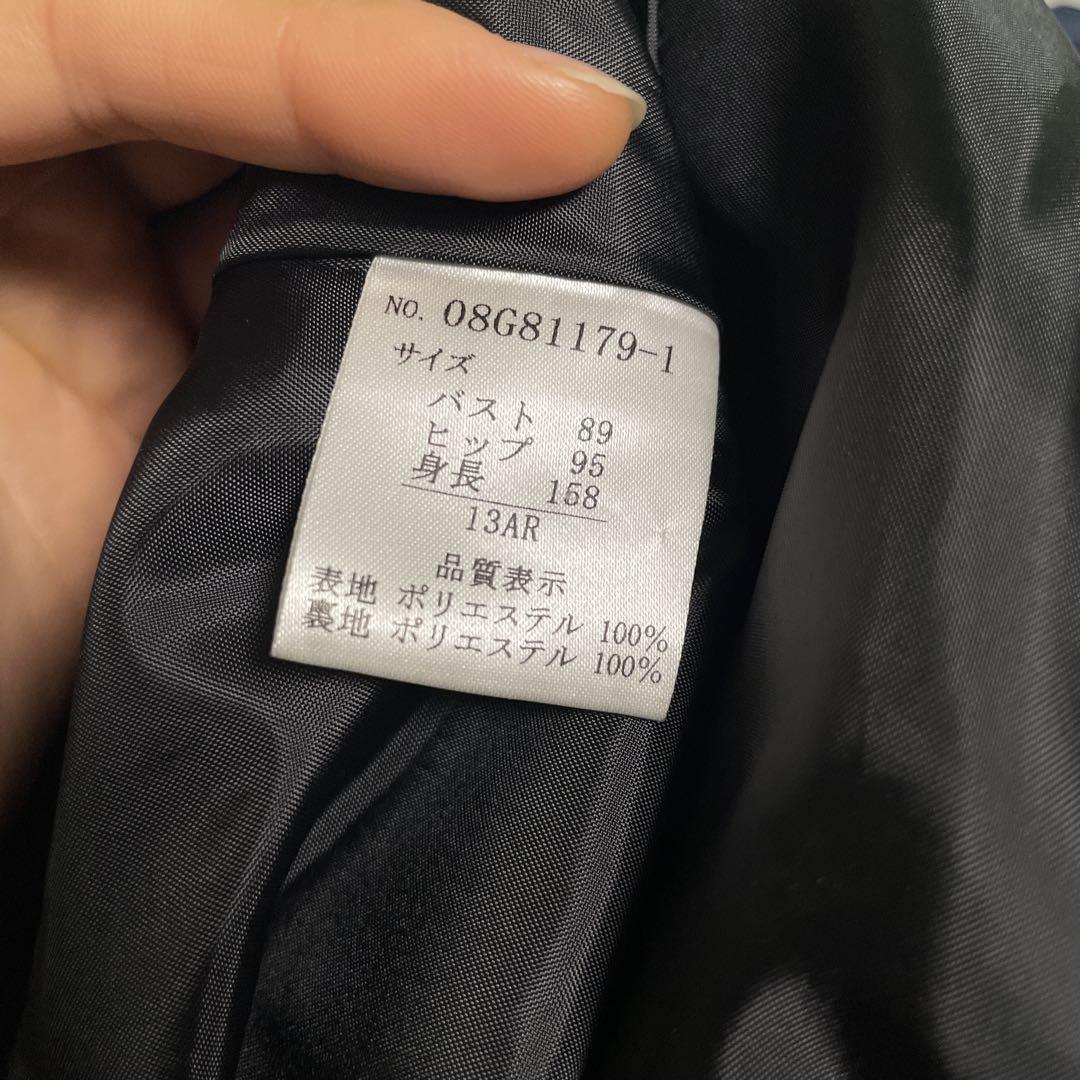 NO. 08G81179-1
サイズ
バスト 89
ヒップ 95
身長 158
13AR
品質表示
表地 ポリエステル 100%
裏地 ポリエステル 100%